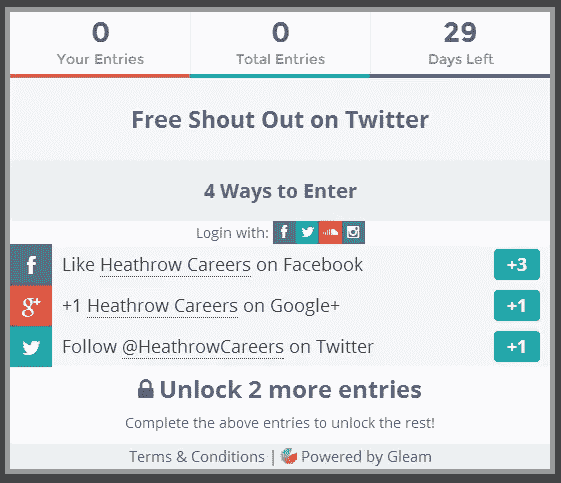 0 0 29
Your Entries Total Entries Days Left
Free Shout Out on Twitter
4 Ways to Enter
Login with:
Like Heathrow Careers on Facebook +3
+1 Heathrow Careers on Google+ +1
Follow @HeathrowCareers on Twitter +1
Unlock 2 more entries
Complete the above entries to unlock the rest!
Terms & Conditions | Powered by Gleam